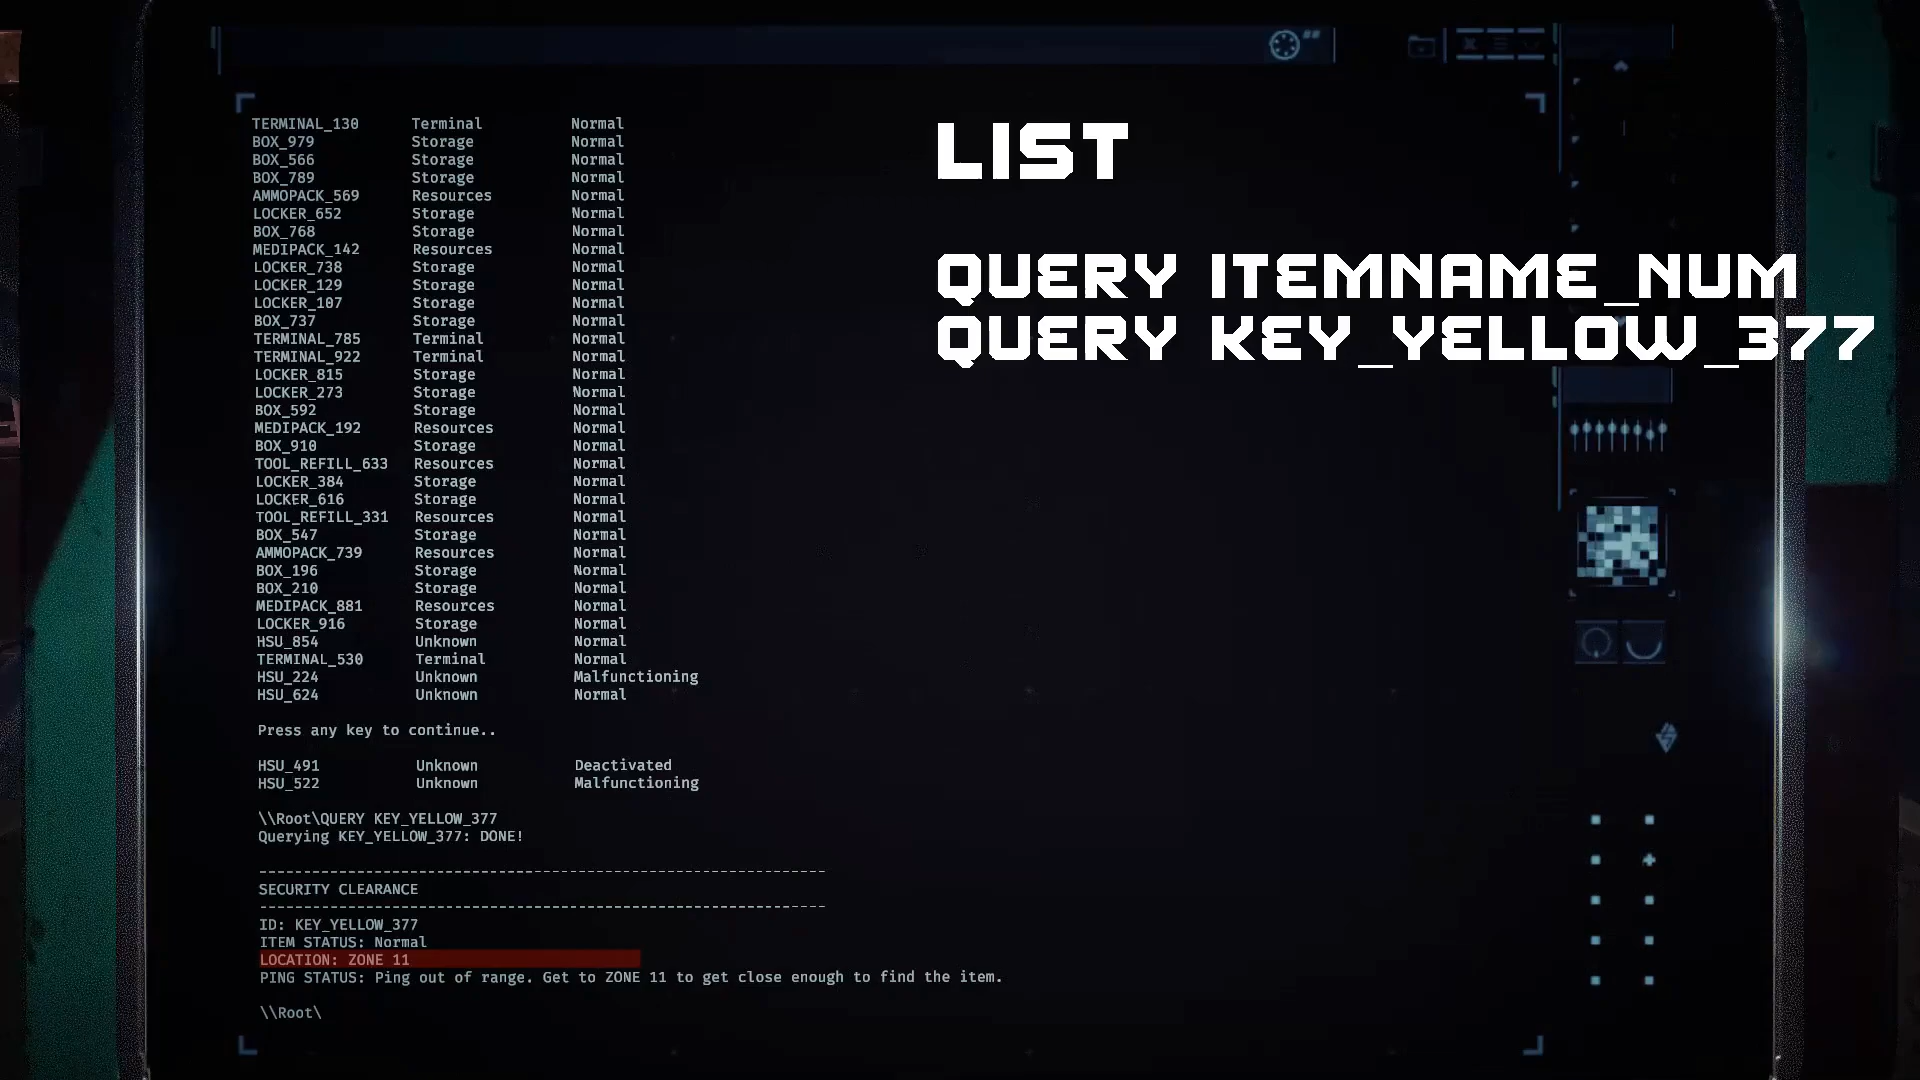 TERMINAL_130 Terminal Normal
BOX_979 Storage Normal
BOX_566 Storage Normal
BOX_789 Storage Normal
AMMOPACK_569 Resources Normal
LOCKER_652 Storage Normal
BOX_768 Storage Normal
MEDIPACK_142 Resources Normal
LOCKER_738 Storage Normal
LOCKER_129 Storage Normal
LOCKER_107 Storage Normal
BOX_737 Storage Normal
TERMINAL_785 Terminal Normal
TERMINAL_922 Terminal Normal
LOCKER_815 Storage Normal
LOCKER_273 Storage Normal
BOX_592 Storage Normal
MEDIPACK_192 Resources Normal
BOX_910 Storage Normal
TOOL_REFILL_633 Resources Normal
LOCKER_384 Storage Normal
LOCKER_616 Storage Normal
TOOL_REFILL_331 Resources Normal
BOX_547 Storage Normal
AMMOPACK_739 Resources Normal
BOX_196 Storage Normal
BOX_210 Storage Normal
MEDIPACK_881 Resources Normal
LOCKER_916 Storage Normal
HSU_854 Unknown Normal
TERMINAL_530 Terminal Normal
HSU_224 Unknown Malfunctioning
HSU_624 Unknown Normal
Press any key to continue..
HSU_491 Unknown Deactivated
HSU_522 Unknown Malfunctioning
\\Root\QUERY KEY_YELLOW_377
Querying KEY_YELLOW_377: DONE!
----------------------------------------------------------------
SECURITY CLEARANCE
----------------------------------------------------------------
ID: KEY_YELLOW_377
ITEM STATUS: Normal
LOCATION: ZONE 11
PING STATUS: Ping out of range. Get to ZONE 11 to get close enough to find the item.
\\Root\
LIST
QUERY ITEMNAME_NUM
QUERY KEY_YELLOW_377